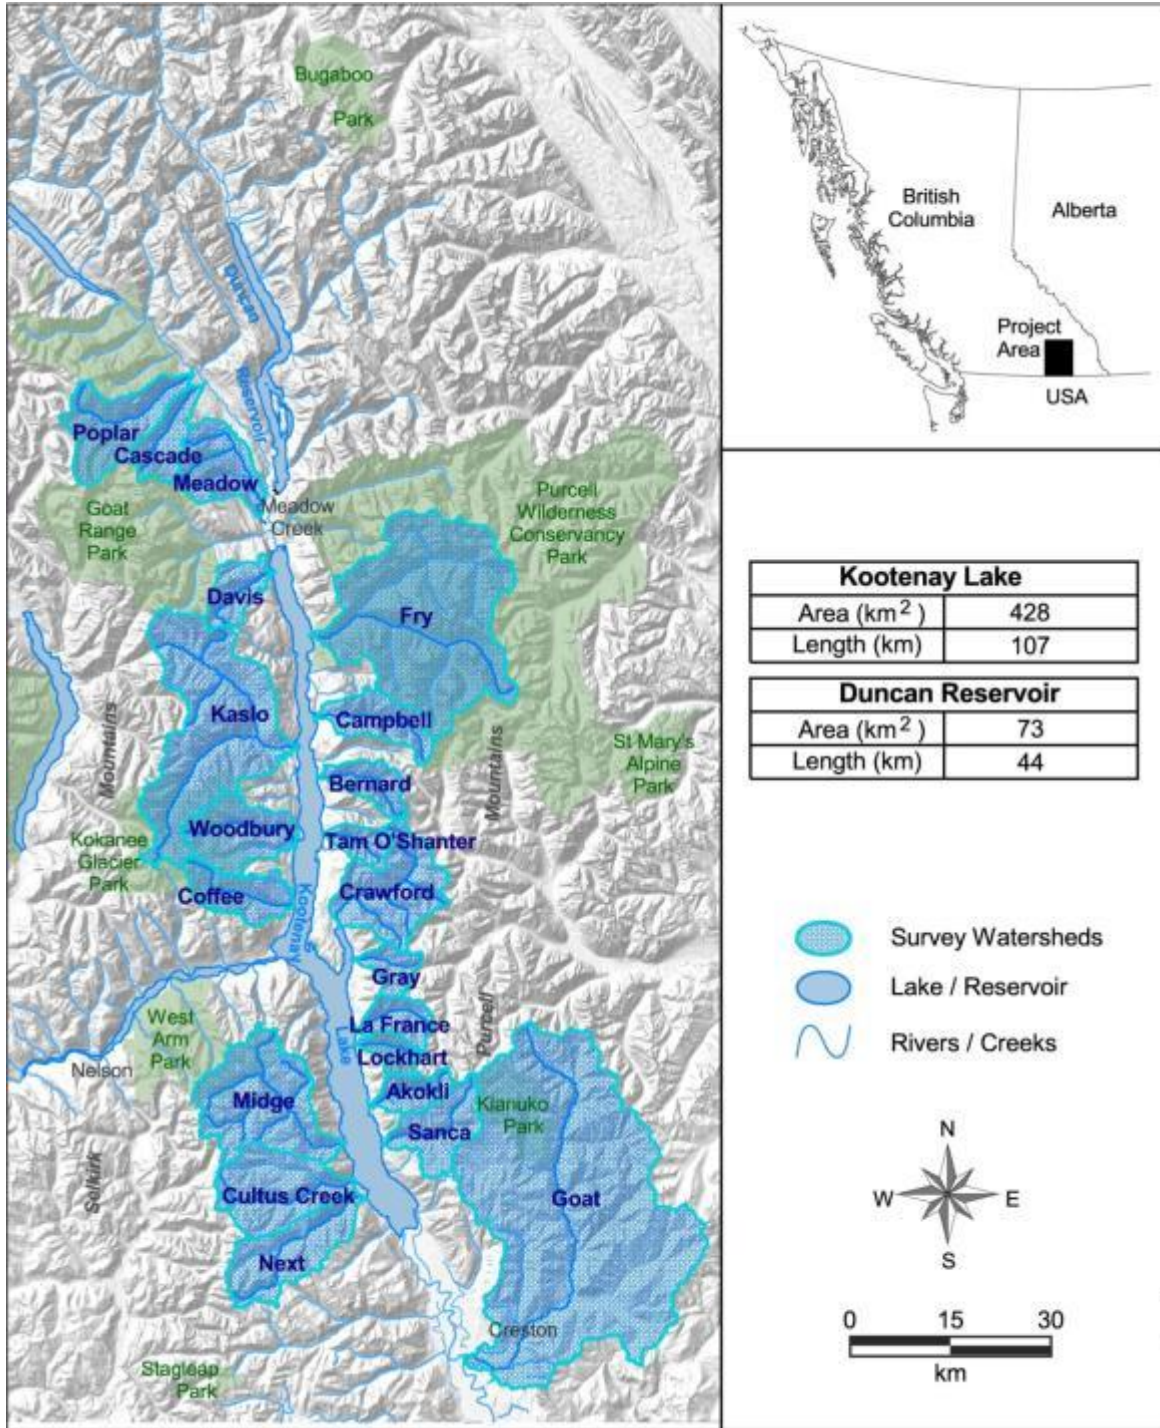 Bugaboo
Park
Duncan
Reservoir
Poplar
Cascade
Meadow
Goat
Range
Park
Meadow
Creek
Purcell
Wilderness
Conservancy
Park
Davis
Fry
Kaslo
Campbell
Mountains
Mountains
St Mary's
Alpine
Park
Bernard
Woodbury
Tam O'Shanter
Kokanee
Glacier
Park
Coffee
Crawford
Kootenay
Gray
West
Arm
Park
La France
Lake
Purcell
Nelson
Lockhart
Midge
Akokli
Kianuko
Park
Sanca
Selkirk
Cultus Creek
Goat
Next
Creston
Stagleap
Park
British
Columbia
Alberta
Project
Area
USA
Kootenay Lake
Area (km²) 428
Length (km) 107
Duncan Reservoir
Area (km²) 73
Length (km) 44
Survey Watersheds
Lake / Reservoir
Rivers / Creeks
N
W E
S
0 15 30
km